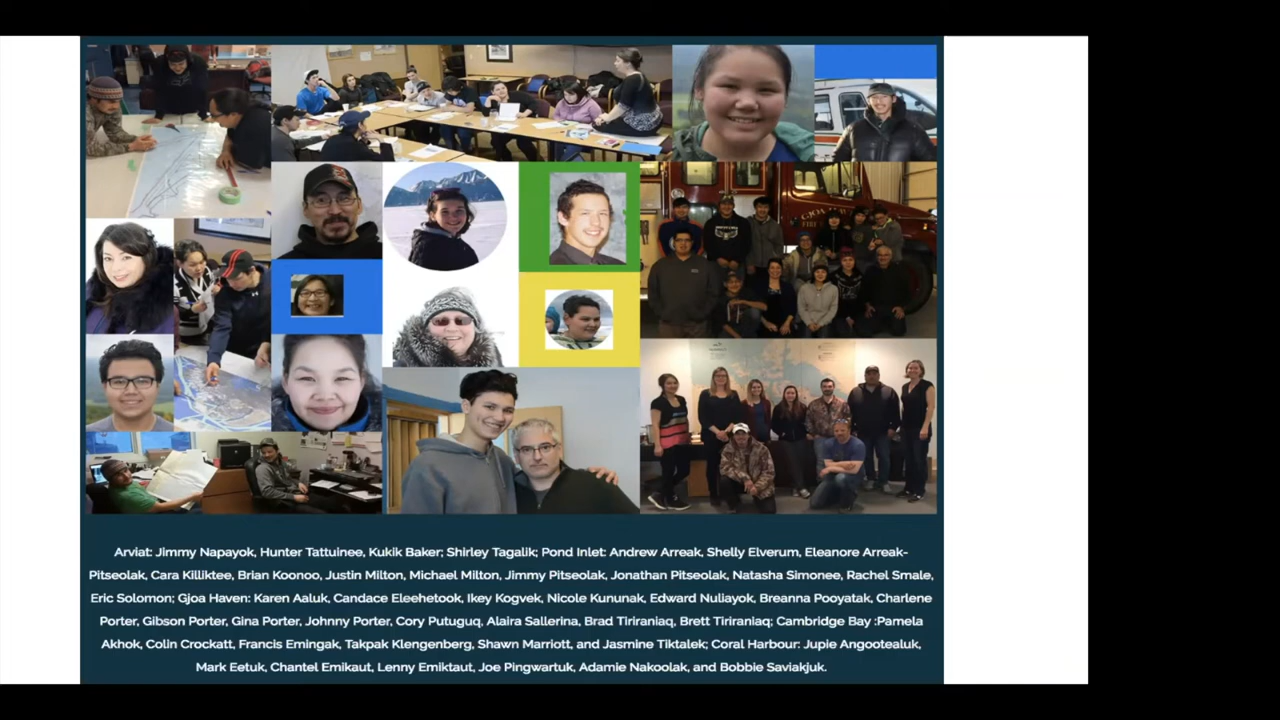 GJOA HAVEN
FIRE
Arviat: Jimmy Napayok, Hunter Tattuinee, Kukik Baker; Shirley Tagalik; Pond Inlet: Andrew Arreak, Shelly Elverum, Eleanore Arreak-
Pitseolak, Cara Killiktee, Brian Koonoo, Justin Milton, Michael Milton, Jimmy Pitseolak, Jonathan Pitseolak, Natasha Simonee, Rachel Smale,
Eric Solomon; Gjoa Haven: Karen Aaluk, Candace Eleehetook, Ikey Kogvek, Nicole Kununak, Edward Nuliayok, Breanna Pooyatak, Charlene
Porter, Gibson Porter, Gina Porter, Johnny Porter, Cory Putuguq, Alaira Sallerina, Brad Tiriraniaq, Brett Tiriraniaq; Cambridge Bay :Pamela
Akhok, Colin Crockatt, Francis Emingak, Takpak Klengenberg, Shawn Marriott, and Jasmine Tiktalek; Coral Harbour: Jupie Angootealuk,
Mark Eetuk, Chantel Emikaut, Lenny Emiktaut, Joe Pingwartuk, Adamie Nakoolak, and Bobbie Saviakjuk.